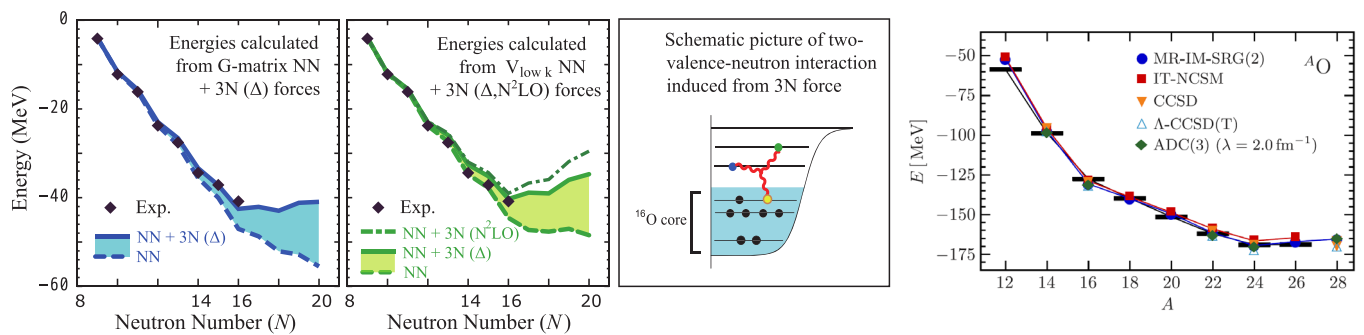 0
−10
−20
−30
−40
−50
−60
Energy (MeV)
Energies calculated
from G-matrix NN
+ 3N (Δ) forces
Exp.
NN + 3N (Δ)
NN
8
14
16
20
Neutron Number (N)
Energies calculated
from V_low k NN
+ 3N (Δ,N²LO) forces
Exp.
NN + 3N (N²LO)
NN + 3N (Δ)
NN
8
14
16
20
Neutron Number (N)
Schematic picture of two-
valence-neutron interaction
induced from 3N force
¹⁶O core
−50
−75
−100
−125
−150
−175
E [MeV]
MR-IM-SRG(2)
IT-NCSM
CCSD
Λ-CCSD(T)
ADC(3) (λ = 2.0 fm⁻¹)
ᴬO
12 14 16 18 20 22 24 26 28
A